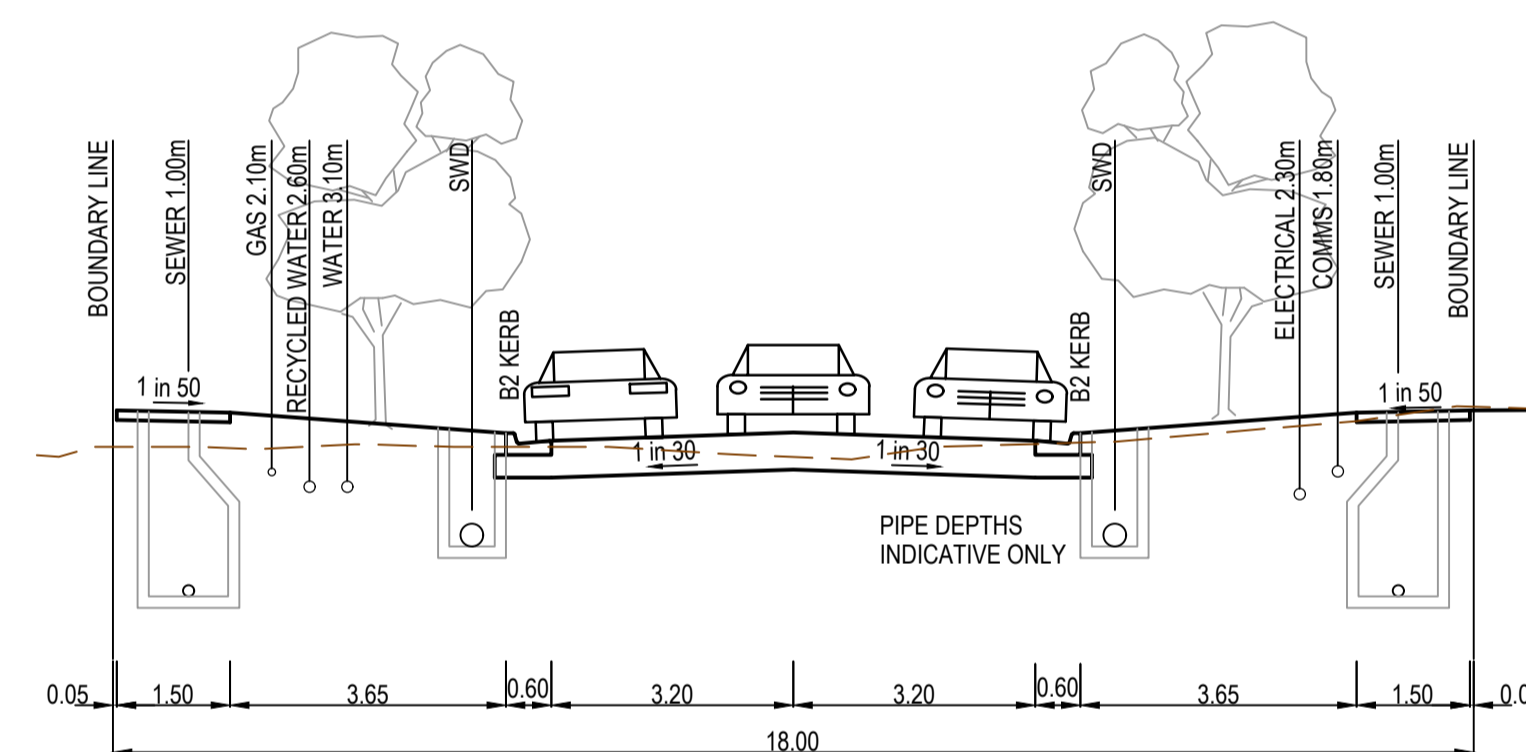 BOUNDARY LINE
SEWER 1.00m
GAS 2.10m
RECYCLED WATER 2.60m
WATER 3.10m
SWD
B2 KERB
B2 KERB
SWD
ELECTRICAL 2.30m
COMMS 1.80m
SEWER 1.00m
BOUNDARY LINE
1 in 50
1 in 30
1 in 30
1 in 50
PIPE DEPTHS
INDICATIVE ONLY
0.05 1.50 3.65 0.60 3.20 3.20 0.60 3.65 1.50
18.00